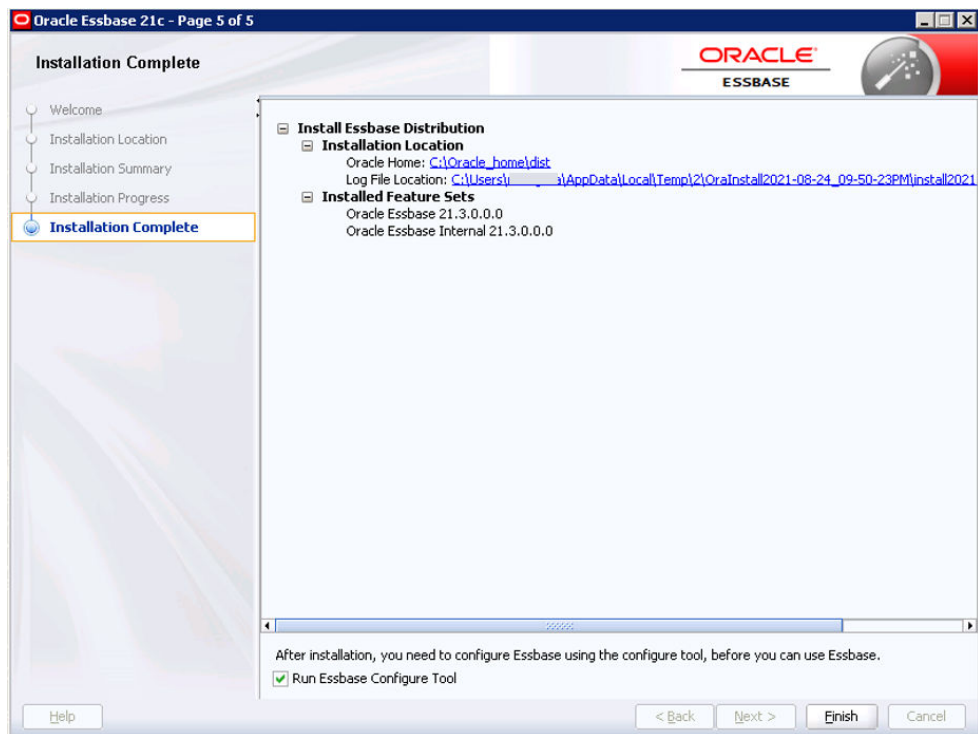 Oracle Essbase 21c - Page 5 of 5
Installation Complete
ORACLE
ESSBASE
Welcome
Installation Location
Installation Summary
Installation Progress
Installation Complete
Install Essbase Distribution
Installation Location
Oracle Home: C:\Oracle_home\dist
Log File Location: C:\Users\ \AppData\Local\Temp\2\OraInstall2021-08-24_09-50-23PM\install2021
Installed Feature Sets
Oracle Essbase 21.3.0.0.0
Oracle Essbase Internal 21.3.0.0.0
After installation, you need to configure Essbase using the configure tool, before you can use Essbase.
Run Essbase Configure Tool
Help
< Back
Next >
Finish
Cancel